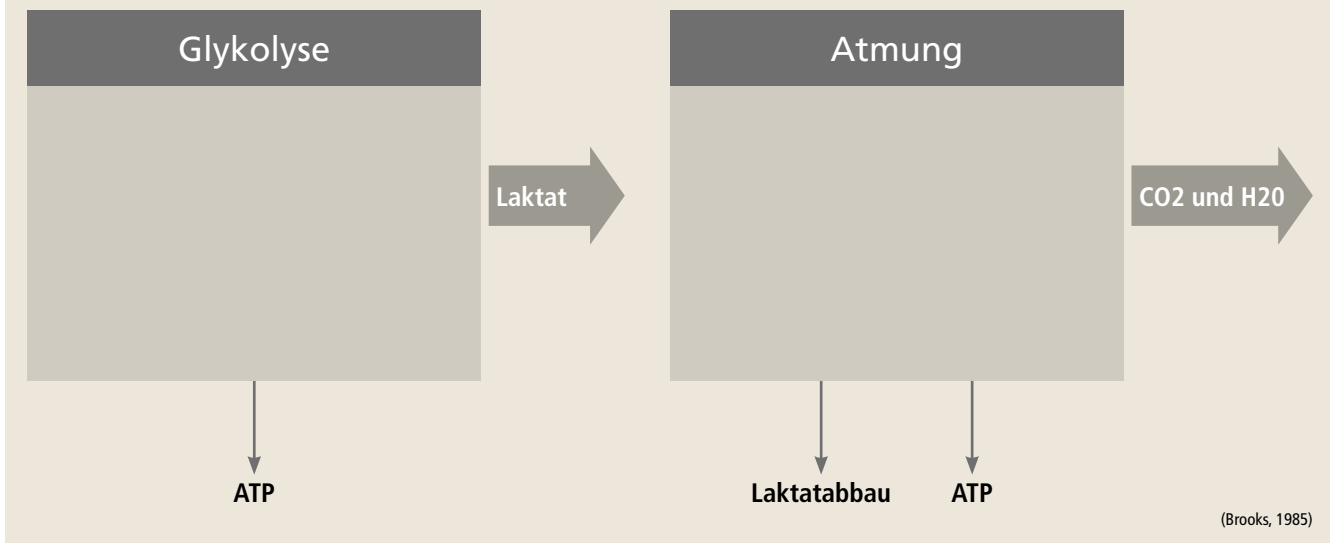 Glykolyse
Atmung
Laktat
CO2 und H20
ATP
Laktatabbau
ATP
(Brooks, 1985)